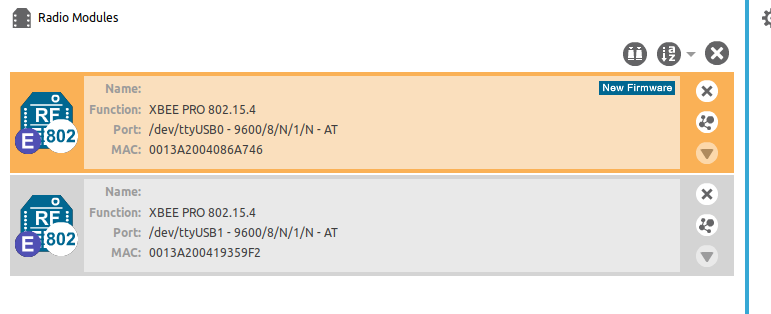 Radio Modules
Name:
New Firmware
Function: XBEE PRO 802.15.4
Port: /dev/ttyUSB0 - 9600/8/N/1/N - AT
MAC: 0013A2004086A746
RF
E 802
Name:
Function: XBEE PRO 802.15.4
Port: /dev/ttyUSB1 - 9600/8/N/1/N - AT
MAC: 0013A200419359F2
RF
E 802